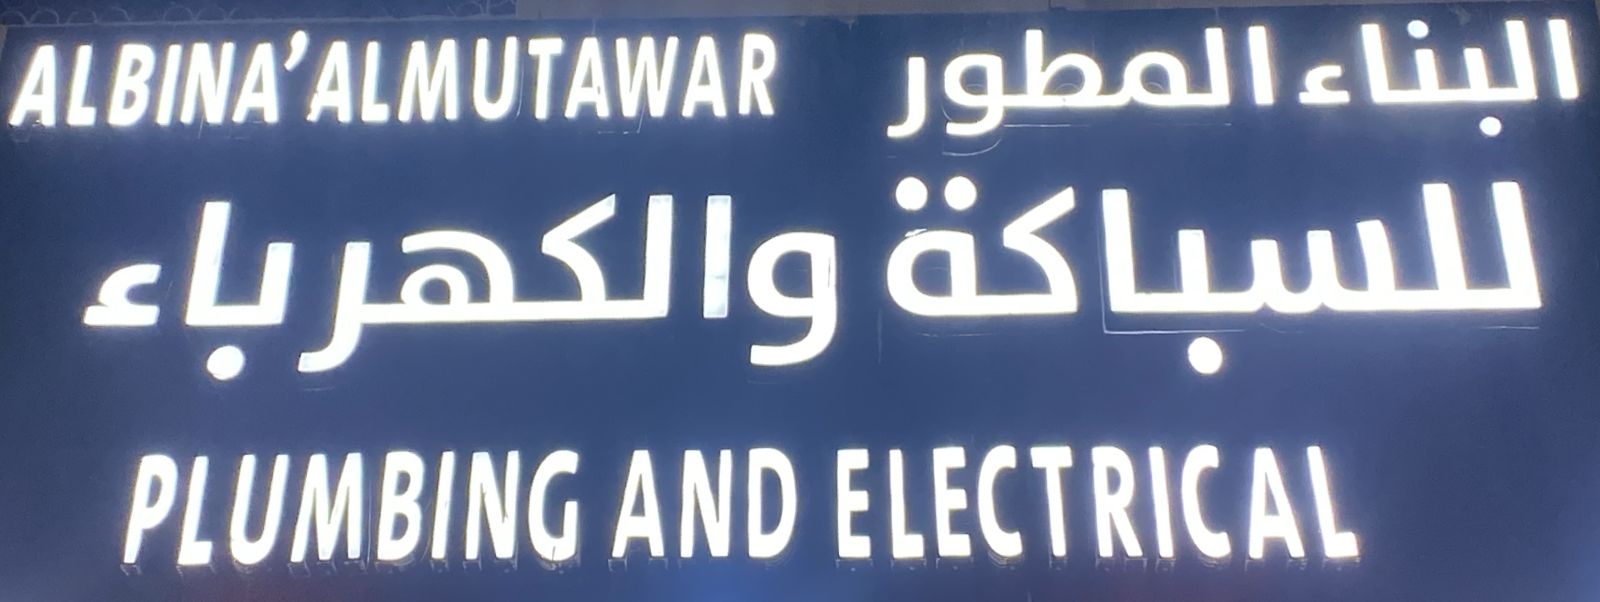 ALBINA'ALMUTAWAR البناء المطور
للسباكة والكهرباء
PLUMBING AND ELECTRICAL